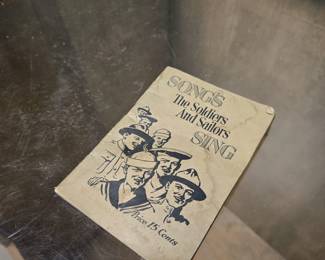 SONGS
The Soldiers
And Sailors
SING
Price 15 Cents